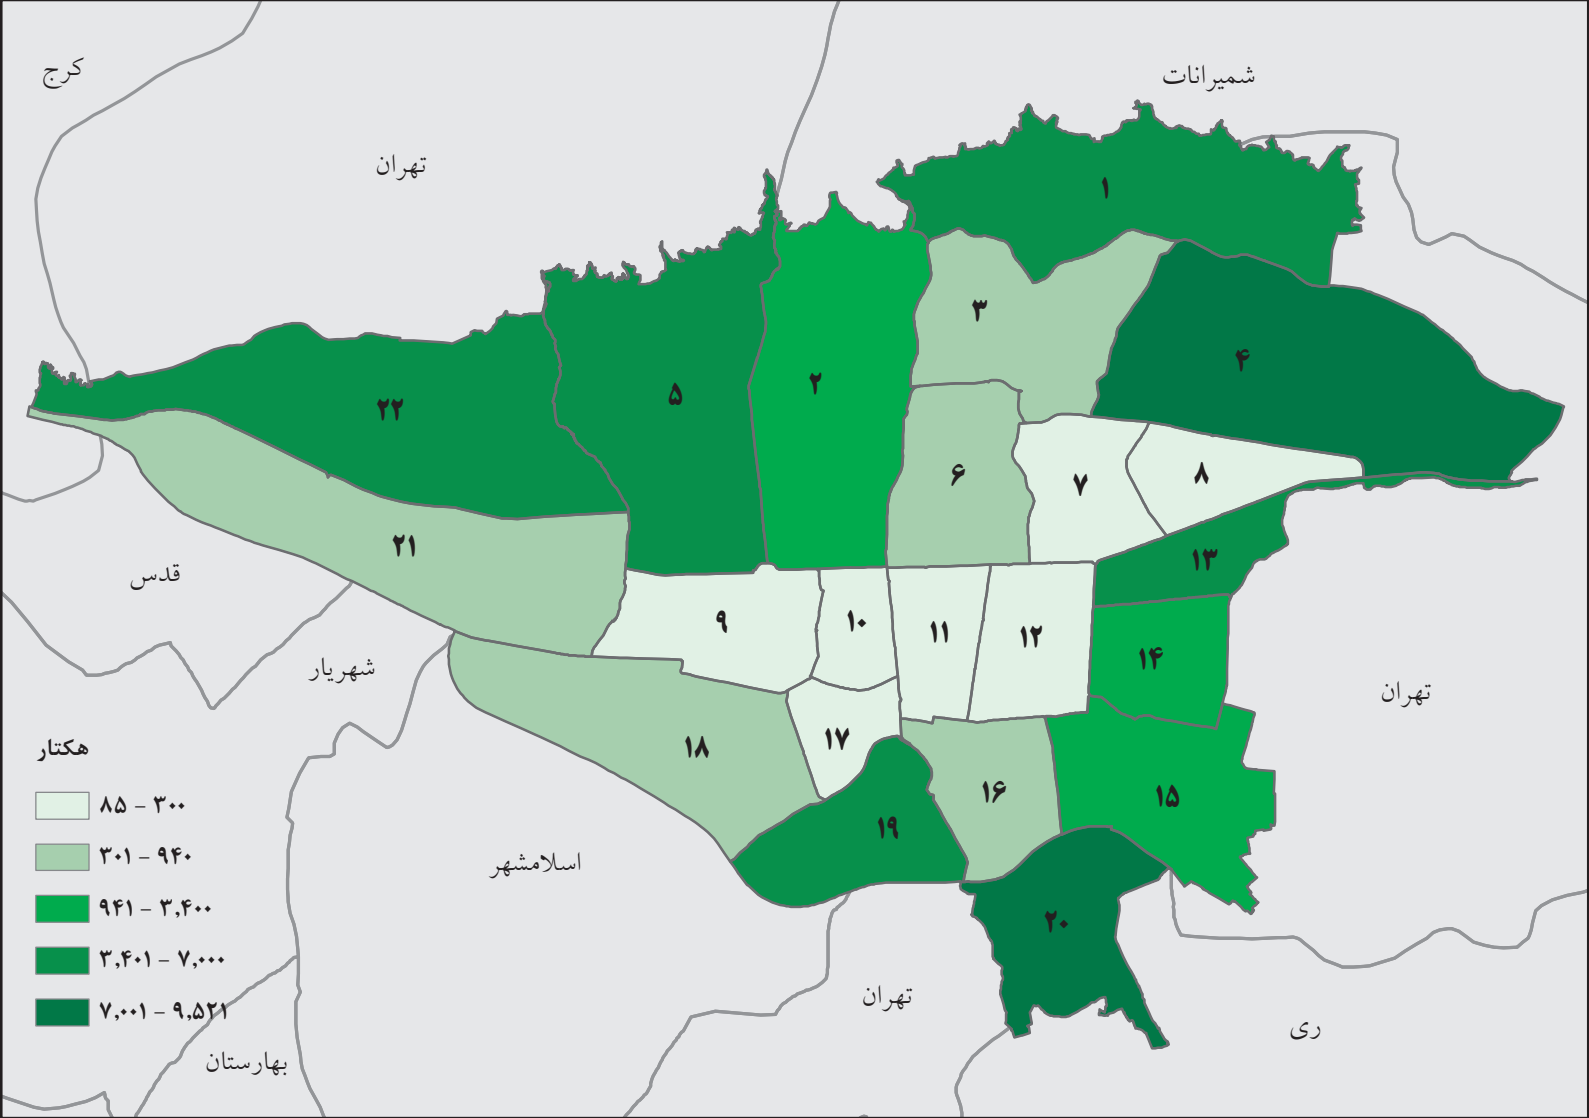 کرج
شمیرانات
تهران
۱
۳
۴
۲
۵
۲۲
۶
۷
۸
۲۱
۱۳
قدس
۹
۱۰
۱۱
۱۲
۱۴
شهریار
تهران
۱۸
۱۷
۱۶
۱۵
۱۹
اسلامشهر
۲۰
تهران
ری
بهارستان
هکتار
۸۵ – ۳۰۰
۳۰۱ – ۹۴۰
۹۴۱ – ۳,۴۰۰
۳,۴۰۱ – ۷,۰۰۰
۷,۰۰۱ – ۹,۵۲۱